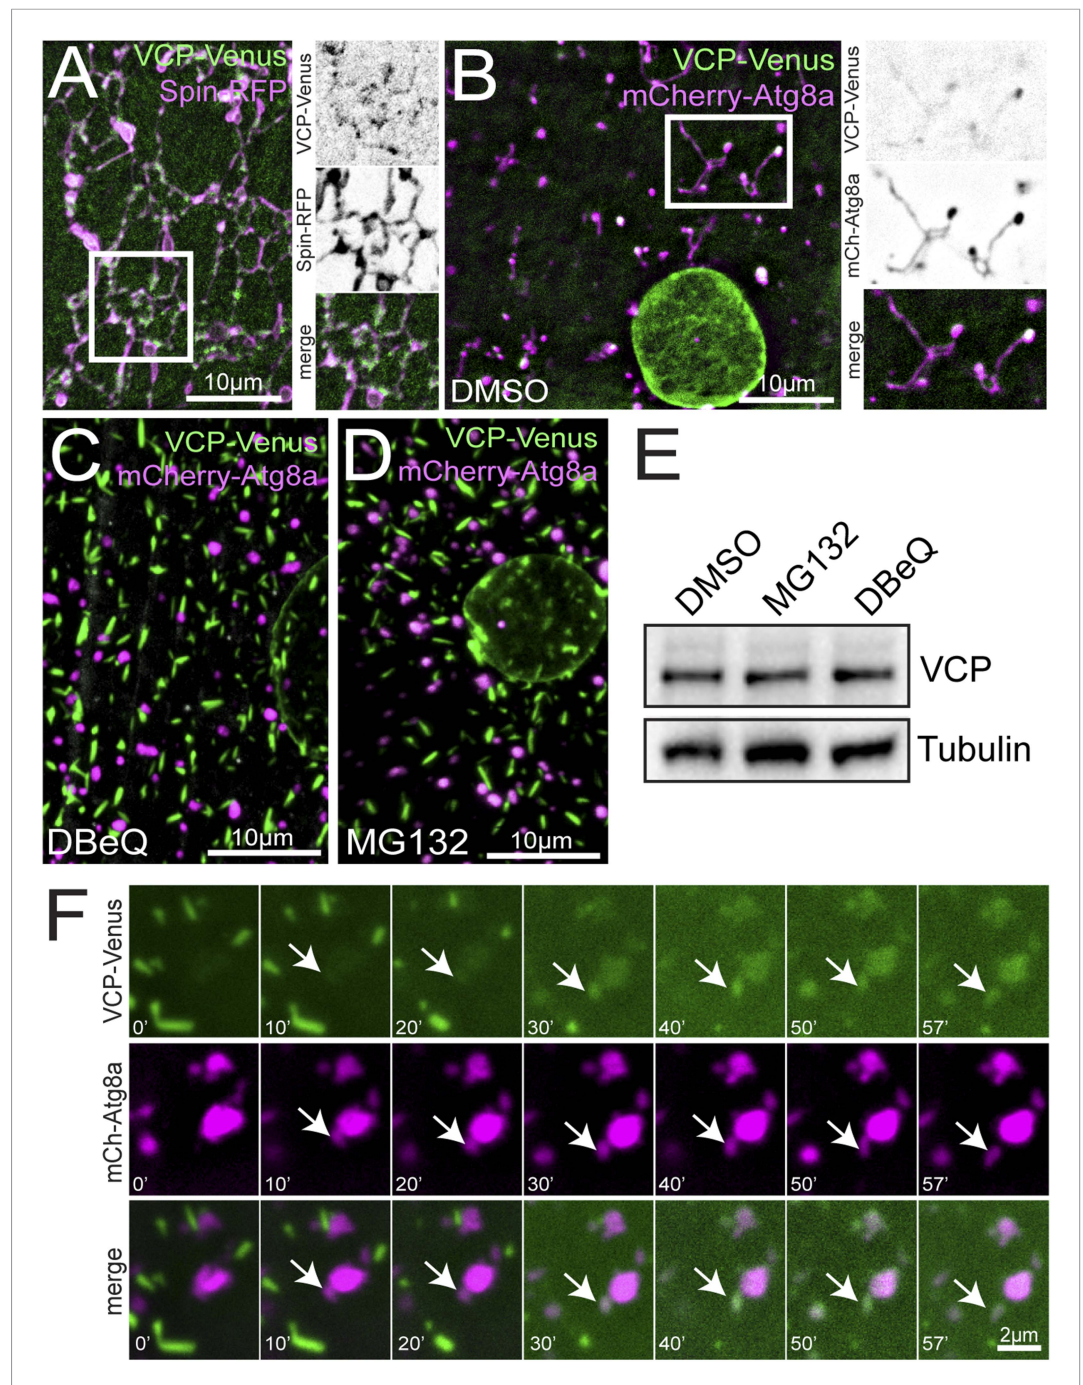 A
VCP-Venus
Spin-RFP
10µm
VCP-Venus
Spin-RFP
merge
B
VCP-Venus
mCherry-Atg8a
DMSO
10µm
VCP-Venus
mCh-Atg8a
merge
C
VCP-Venus
mCherry-Atg8a
DBeQ
10µm
D
VCP-Venus
mCherry-Atg8a
MG132
10µm
E
DMSO
MG132
DBeQ
VCP
Tubulin
F
VCP-Venus
0’ 10’ 20’ 30’ 40’ 50’ 57’
mCh-Atg8a
0’ 10’ 20’ 30’ 40’ 50’ 57’
merge
0’ 10’ 20’ 30’ 40’ 50’ 57’
2µm